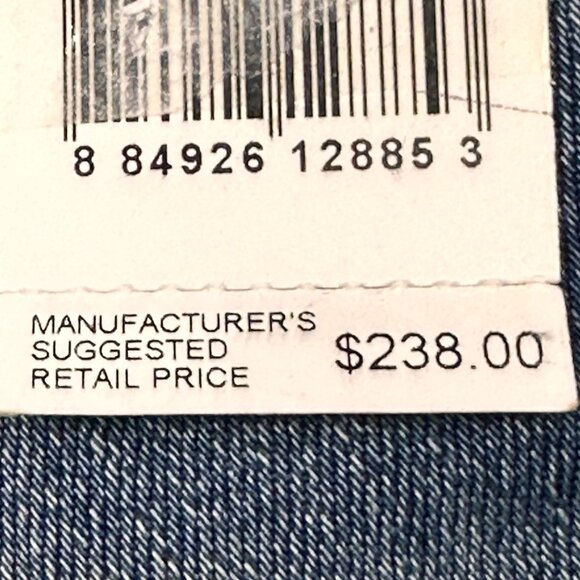 8 84926 12885 3
MANUFACTURER'S
SUGGESTED
RETAIL PRICE
$238.00